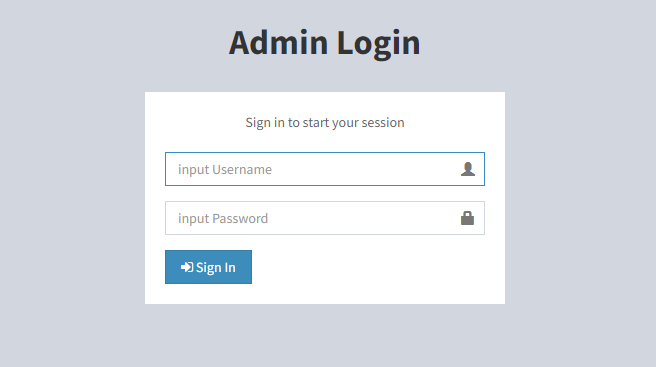 Admin Login
Sign in to start your session
input Username
input Password
Sign In